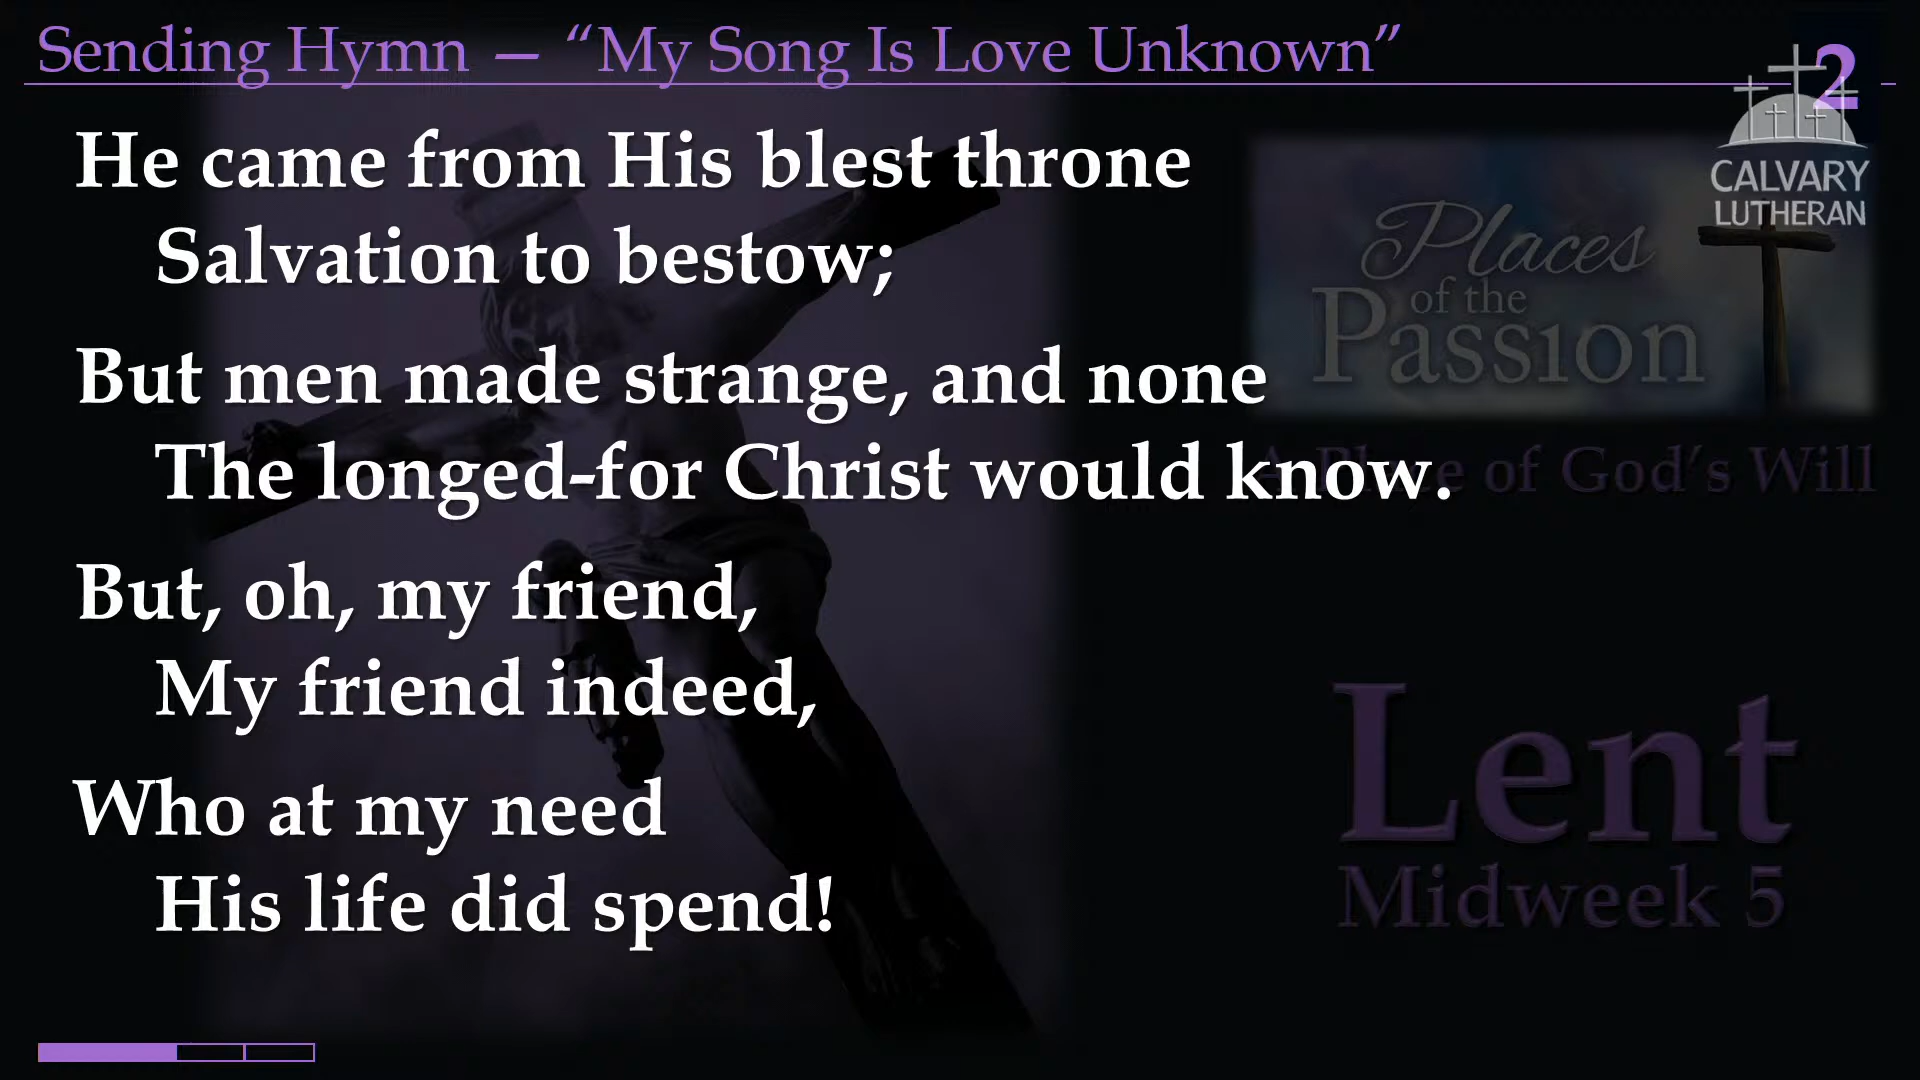 Sending Hymn — “My Song Is Love Unknown”
2
CALVARY
LUTHERAN
He came from His blest throne
Salvation to bestow;
But men made strange, and none
The longed-for Christ would know.
But, oh, my friend,
My friend indeed,
Who at my need
His life did spend!
Places
of the
Passion
A Place of God’s Will
Lent
Midweek 5